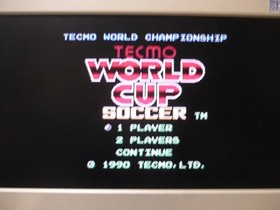 TECMO WORLD CHAMPIONSHIP
TECMO
WORLD
CUP
SOCCER ™
1 PLAYER
2 PLAYERS
CONTINUE
© 1990 TECMO, LTD.